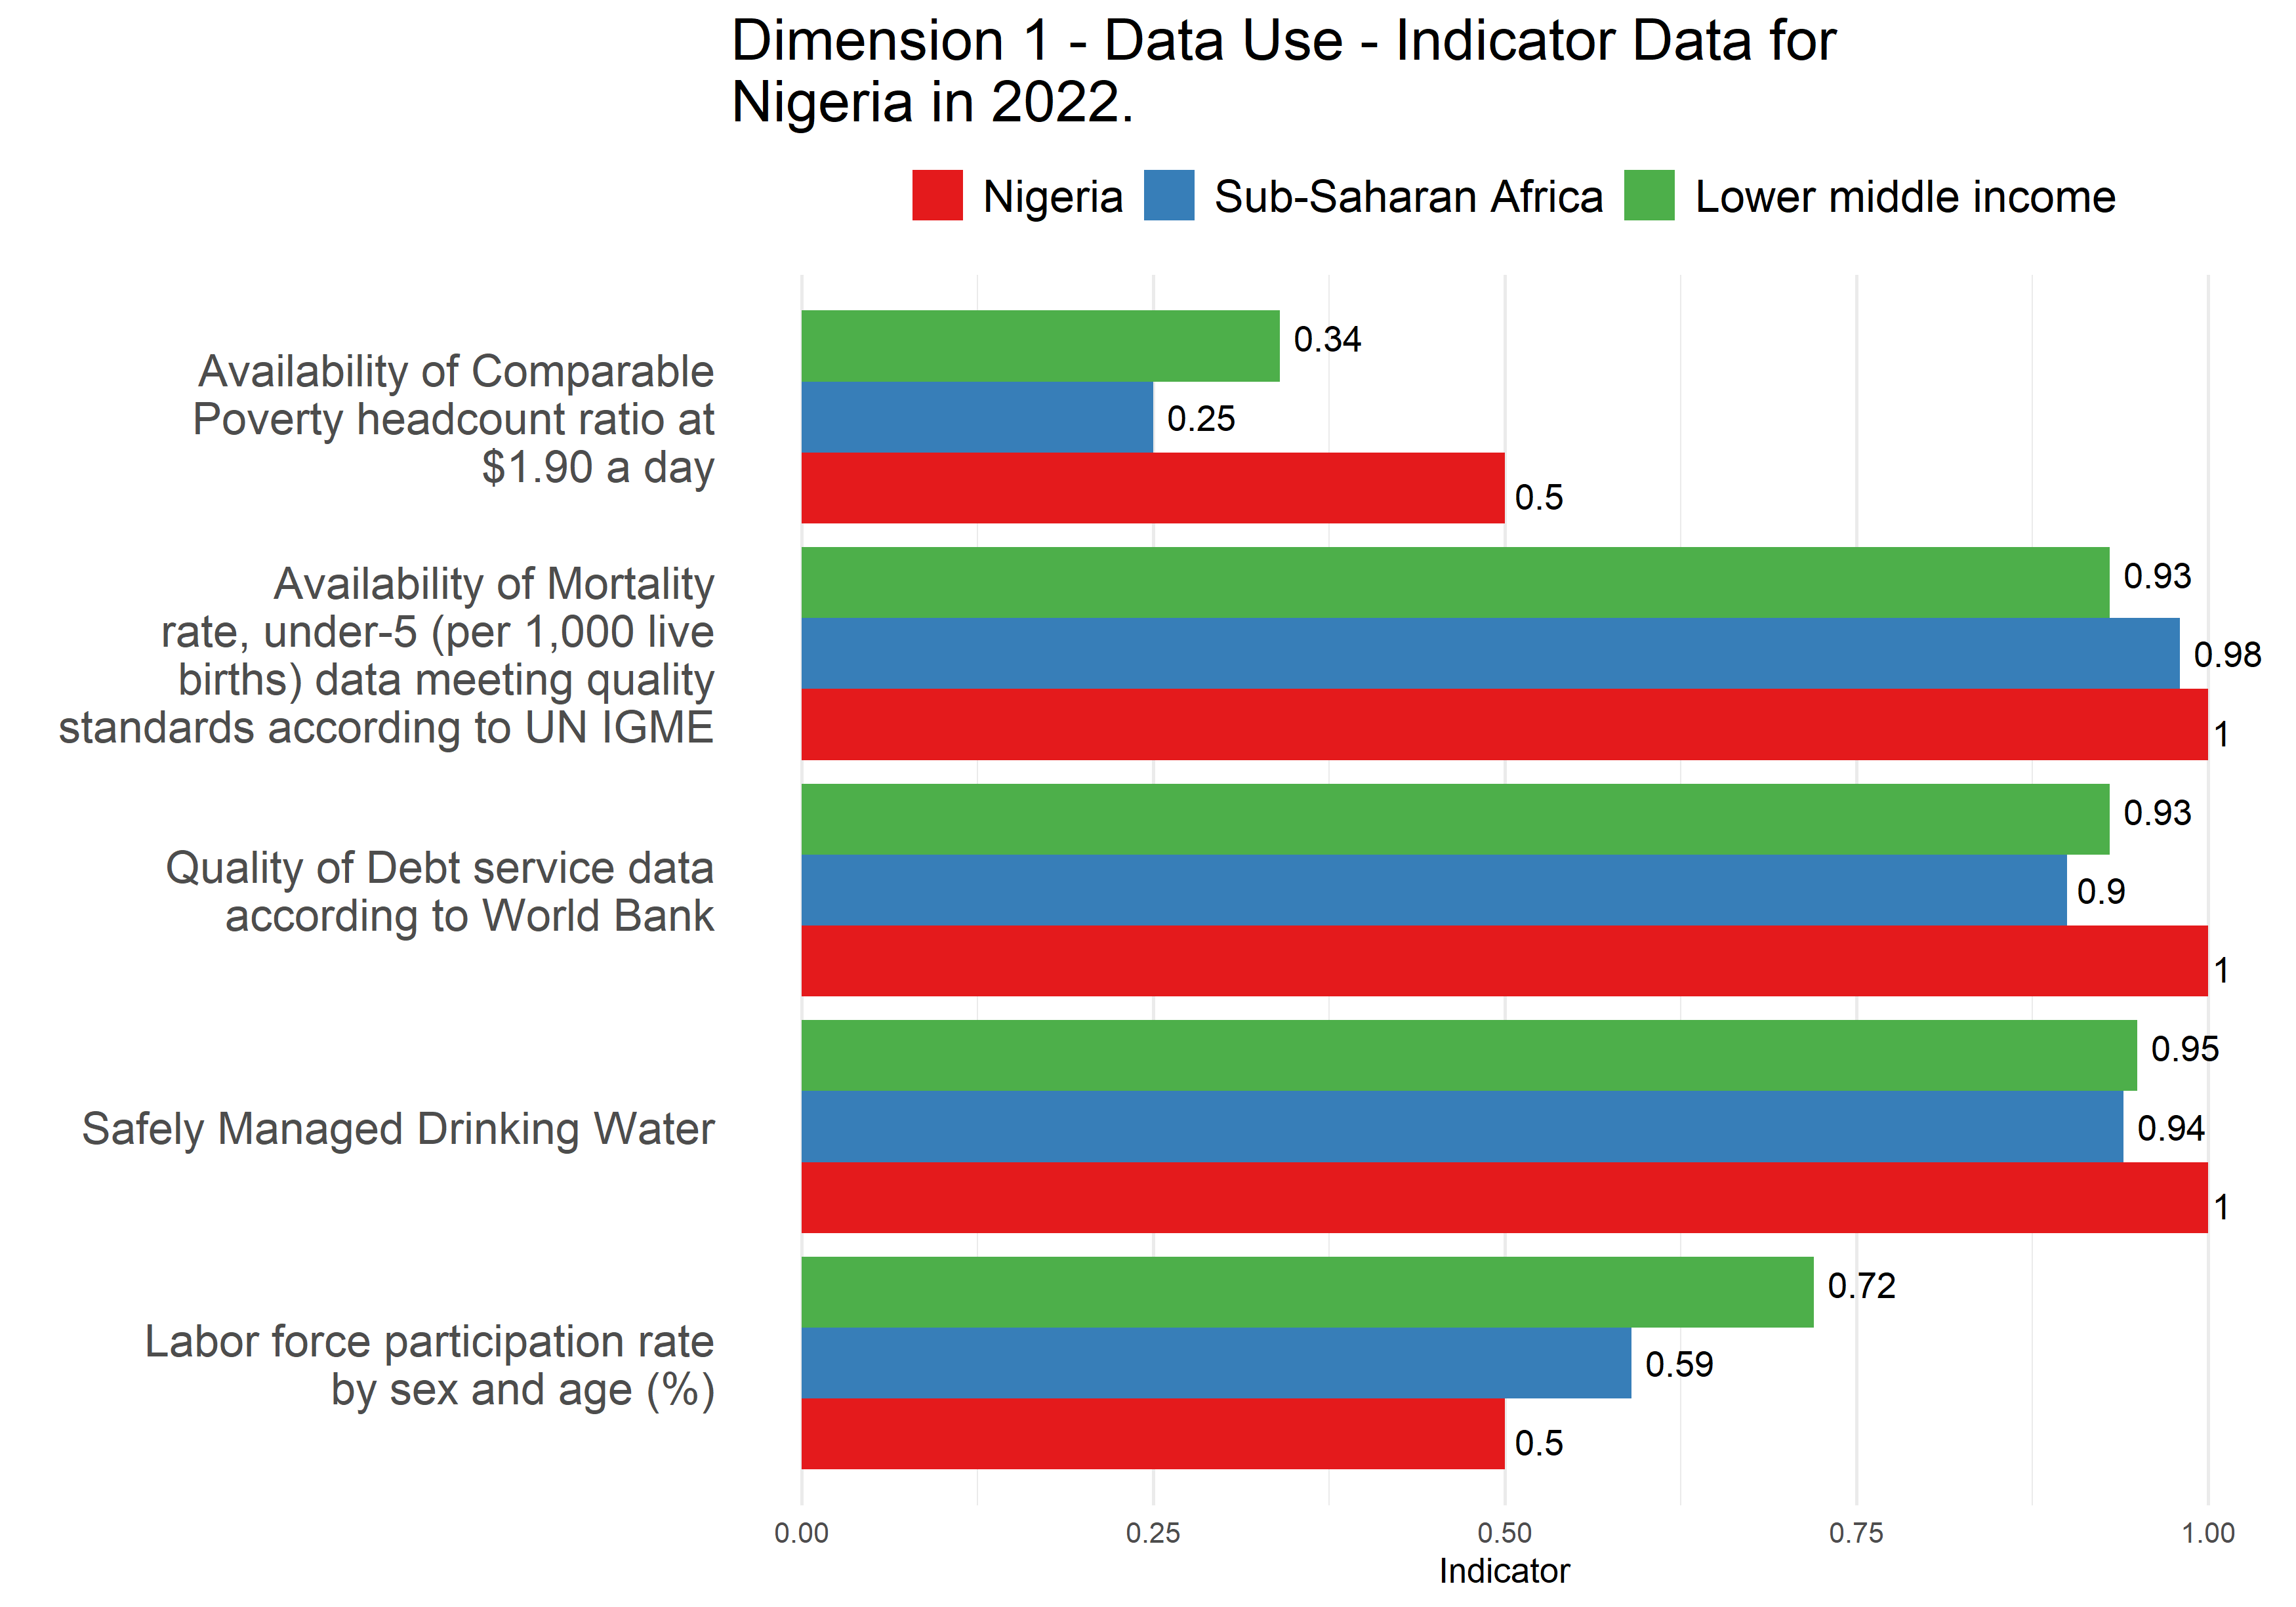 Dimension 1 - Data Use - Indicator Data for
Nigeria in 2022.
Nigeria
Sub-Saharan Africa
Lower middle income
Availability of Comparable
Poverty headcount ratio at
$1.90 a day
0.34
0.25
0.5
Availability of Mortality
rate, under-5 (per 1,000 live
births) data meeting quality
standards according to UN IGME
0.93
0.98
1
Quality of Debt service data
according to World Bank
0.93
0.9
1
Safely Managed Drinking Water
0.95
0.94
1
Labor force participation rate
by sex and age (%)
0.72
0.59
0.5
0.00
0.25
0.50
0.75
1.00
Indicator